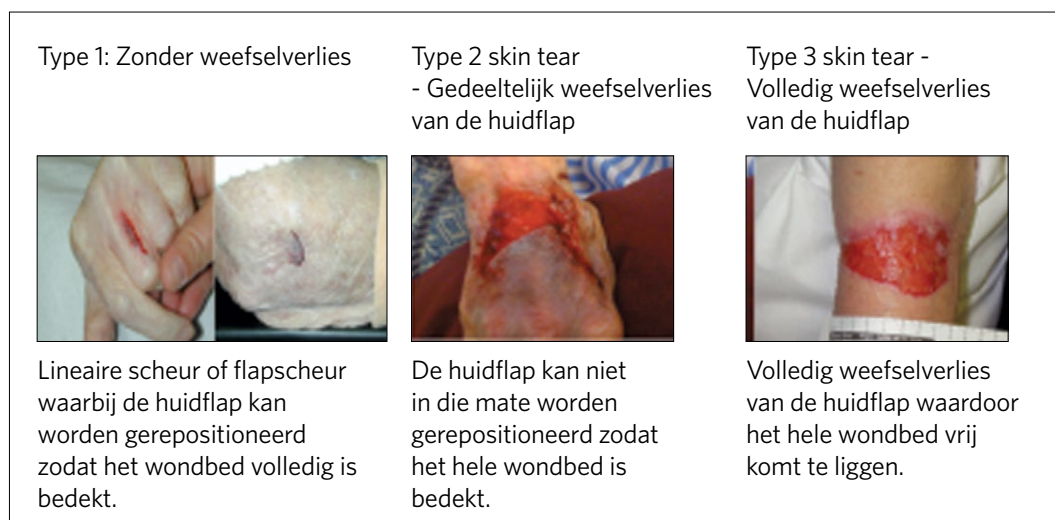 Type 1: Zonder weefselverlies
Type 2 skin tear
- Gedeeltelijk weefselverlies
van de huidflap
Type 3 skin tear -
Volledig weefselverlies
van de huidflap
Lineaire scheur of flapscheur
waarbij de huidflap kan
worden gerepositioneerd
zodat het wondbed volledig is
bedekt.
De huidflap kan niet
in die mate worden
gerepositioneerd zodat
het hele wondbed is
bedekt.
Volledig weefselverlies
van de huidflap waardoor
het hele wondbed vrij
komt te liggen.